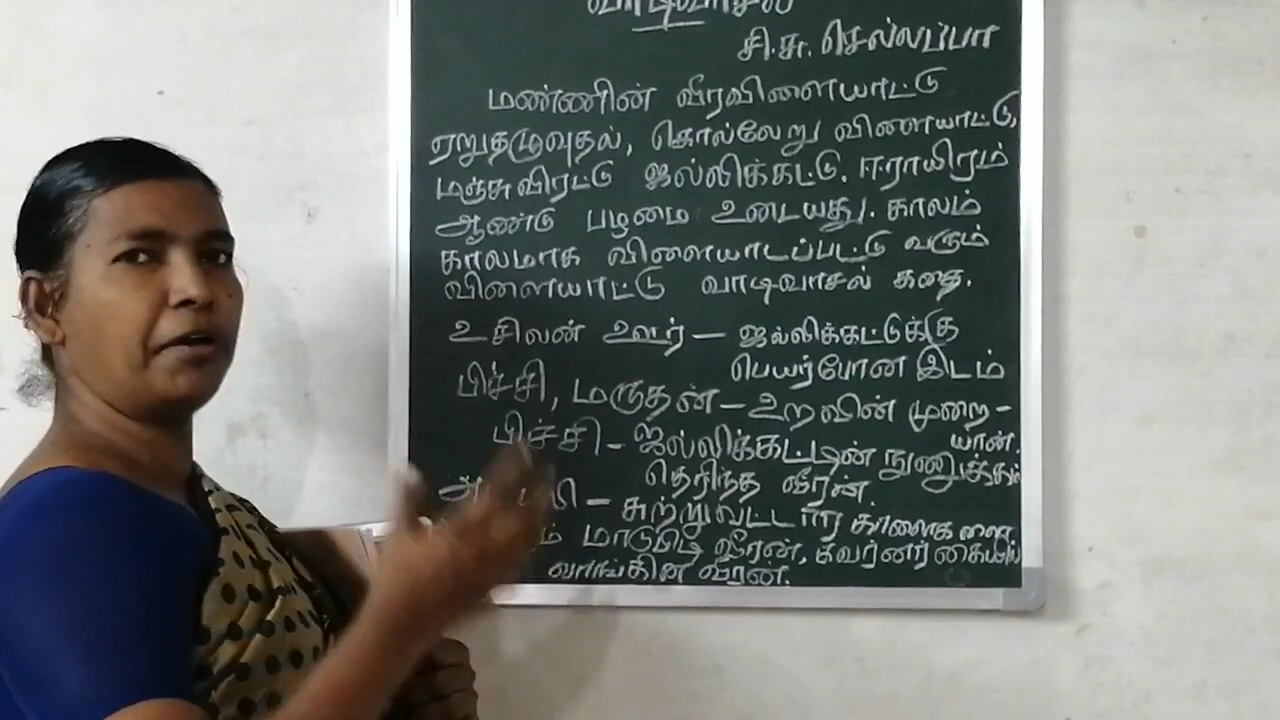 வாடிவாசல்
சி.சு. செல்லப்பா
மண்ணின் வீரவிளையாட்டு
ஏறுதழுவுதல், கொல்லேறு விளையாட்டு,
மஞ்சுவிரட்டு ஜல்லிக்கட்டு. ஈராயிரம்
ஆண்டு பழமை உடையது. காலம்
காலமாக விளையாடப்பட்டு வரும்
விளையாட்டு வாடிவாசல் கதை.
உசிலன் ஊர் – ஜல்லிக்கட்டுக்கு
பெயர்போன இடம்
பிச்சி, மருதன் – உறவின் முறை –
யான்.
பிச்சி – ஜல்லிக்கட்டின் நுணுக்கம்
தெரிந்த வீரன்.
– சுற்றுவட்டார காளைகளை
மாடுபிடி வீரன், கவர்னர் கையில்
வாங்கின வீரன்.